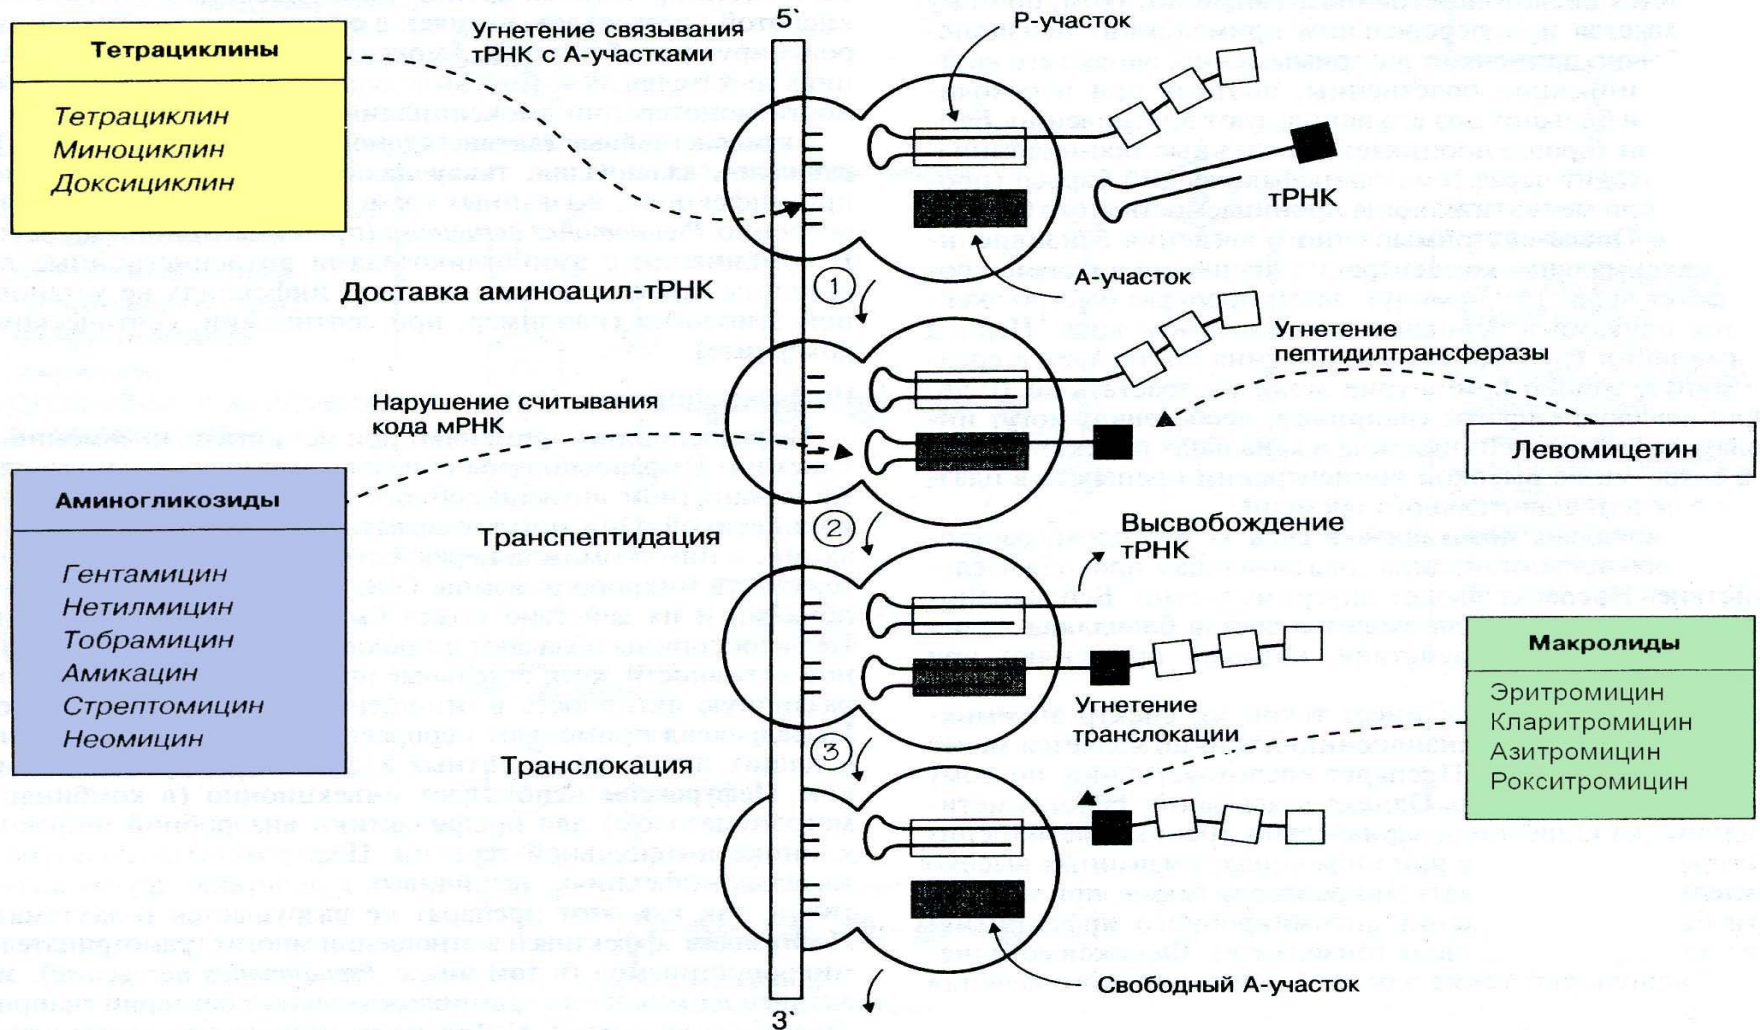 5`
Тетрациклины
Тетрациклин
Миноциклин
Доксициклин
Угнетение связывания
тРНК с А-участками
Р-участок
тРНК
А-участок
1
Доставка аминоацил-тРНК
Угнетение
пептидилтрансферазы
Левомицетин
Нарушение считывания
кода мРНК
Аминогликозиды
Гентамицин
Нетилмицин
Тобрамицин
Амикацин
Стрептомицин
Неомицин
2
Транспептидация
Высвобождение
тРНК
Макролиды
Эритромицин
Кларитромицин
Азитромицин
Рокситромицин
Угнетение
транслокации
3
Транслокация
Свободный А-участок
3`